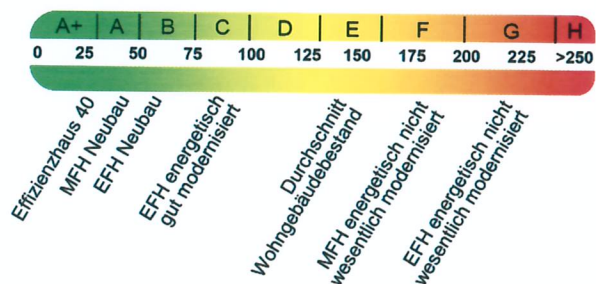 A+ A B C D E F G H
0 25 50 75 100 125 150 175 200 225 >250
Effizienzhaus 40
MFH Neubau
EFH Neubau
EFH energetisch
gut modernisiert
Durchschnitt
Wohngebäudebestand
MFH energetisch nicht
wesentlich modernisiert
EFH energetisch nicht
wesentlich modernisiert